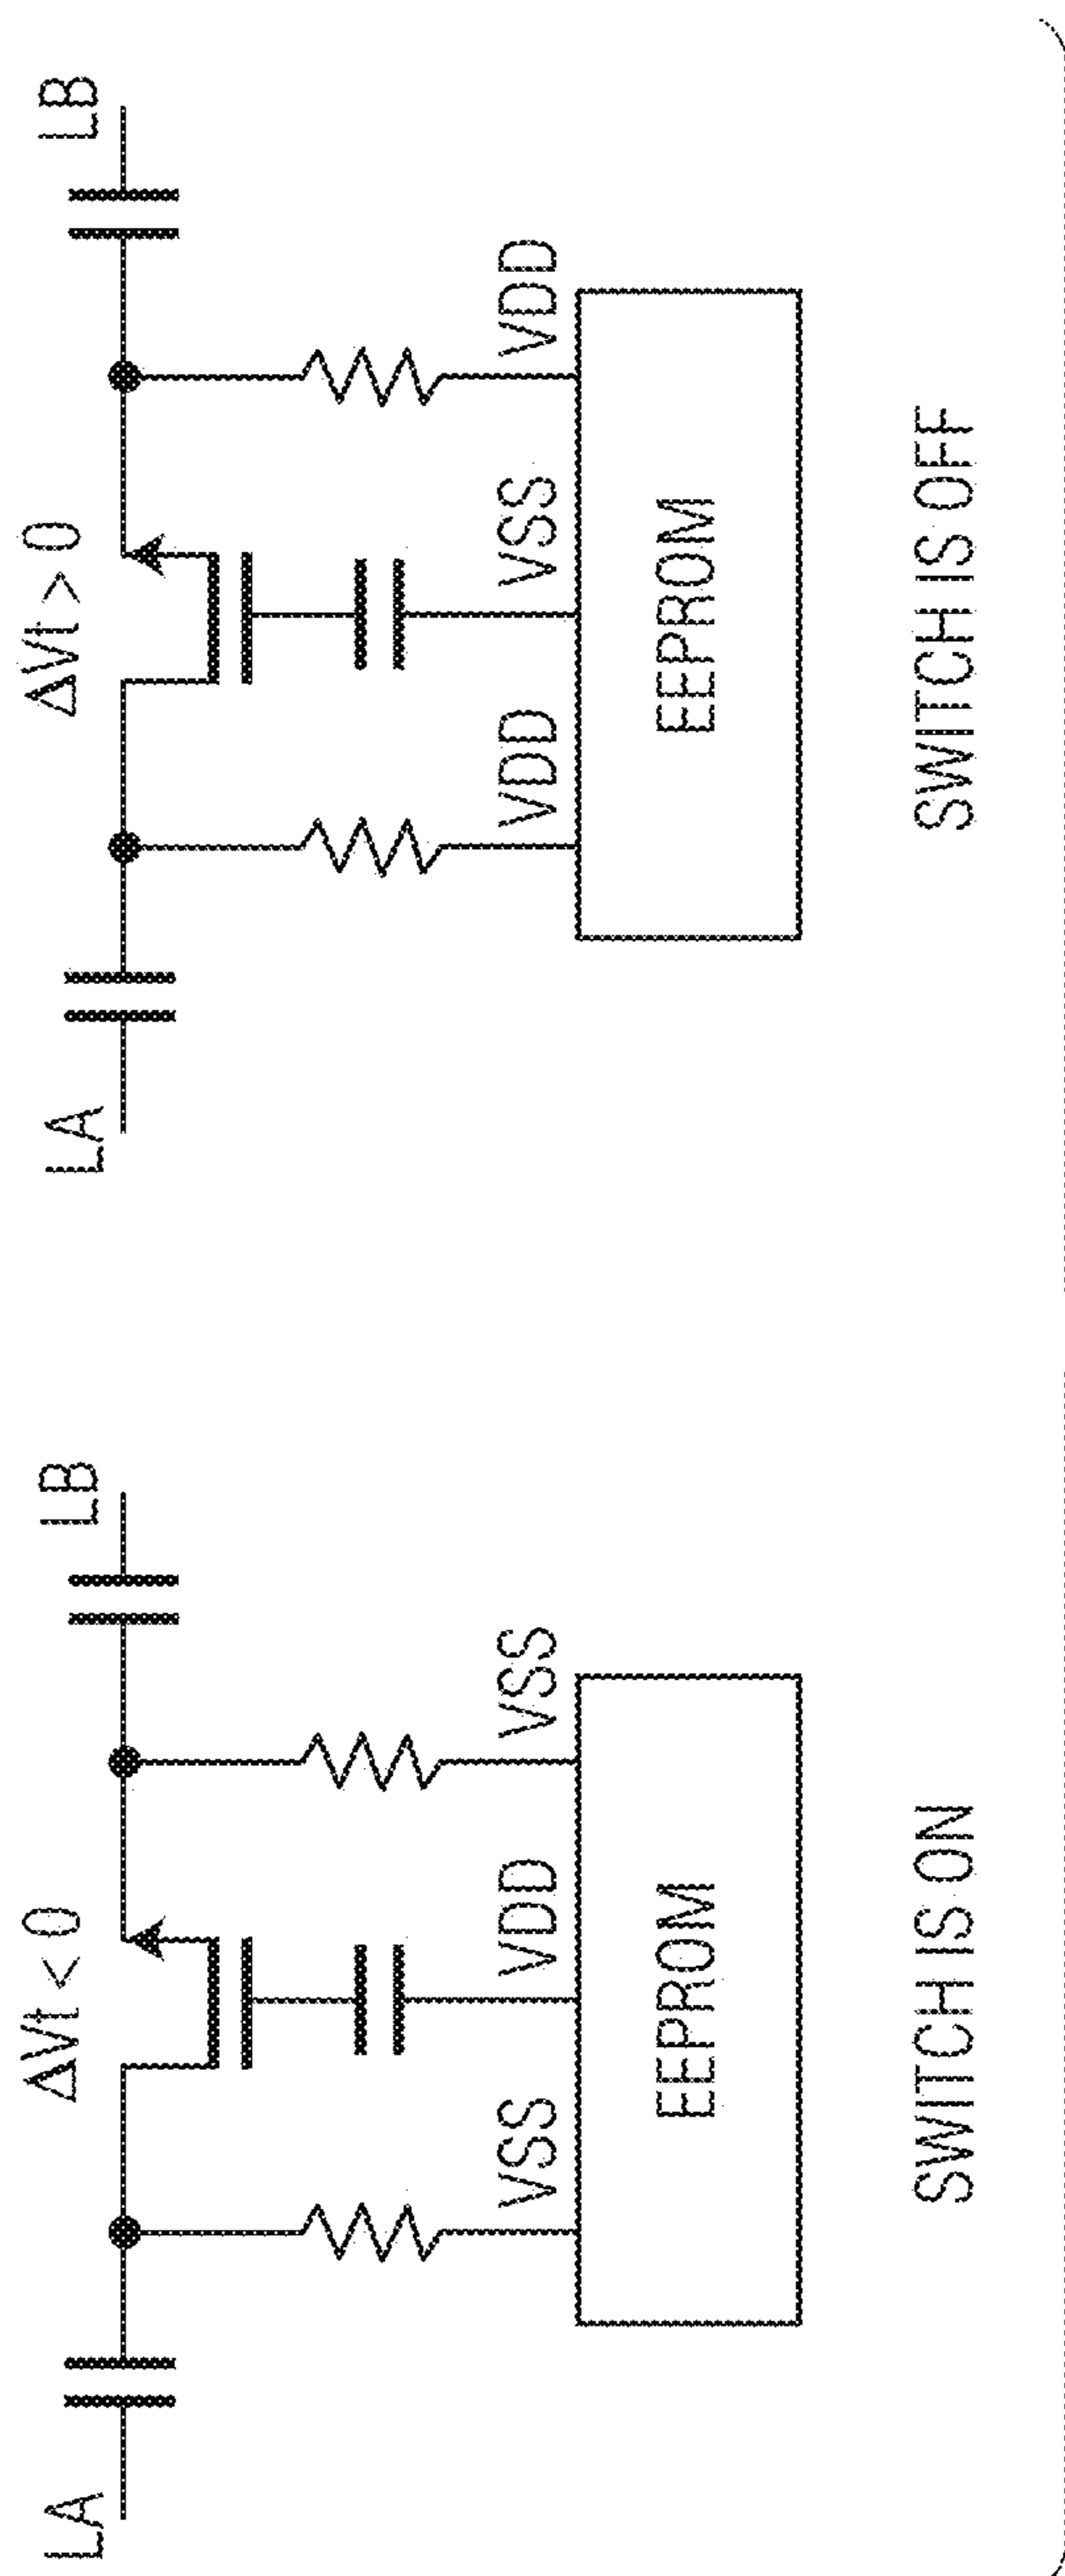 ΔVt < 0
LA
LB
VSS
VDD
VSS
EEPROM
SWITCH IS ON
ΔVt > 0
LA
LB
VDD
VSS
VDD
EEPROM
SWITCH IS OFF